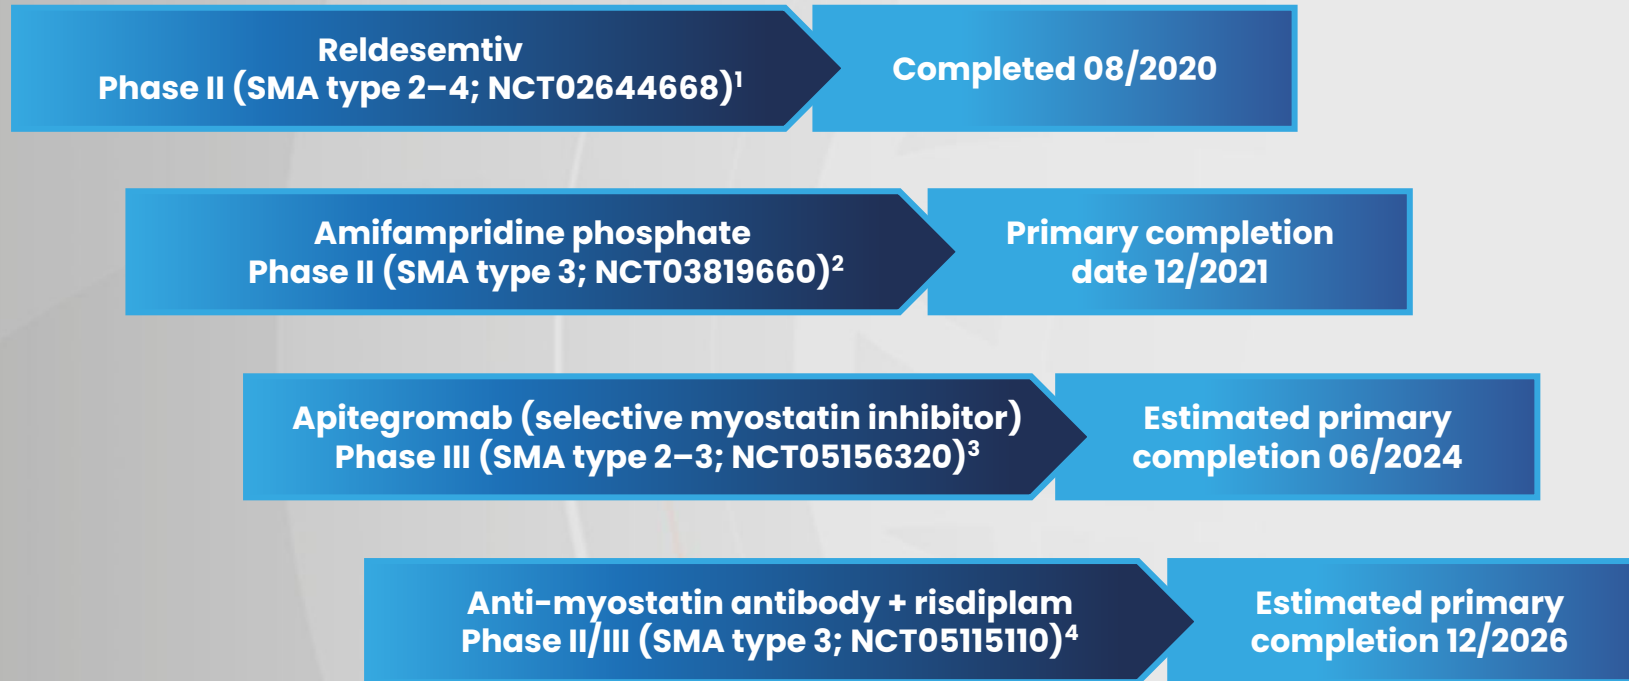 Reldesemtiv
Phase II (SMA type 2–4; NCT02644668)¹
Completed 08/2020
Amifampridine phosphate
Phase II (SMA type 3; NCT03819660)²
Primary completion
date 12/2021
Apitegromab (selective myostatin inhibitor)
Phase III (SMA type 2–3; NCT05156320)³
Estimated primary
completion 06/2024
Anti-myostatin antibody + risdiplam
Phase II/III (SMA type 3; NCT05115110)⁴
Estimated primary
completion 12/2026